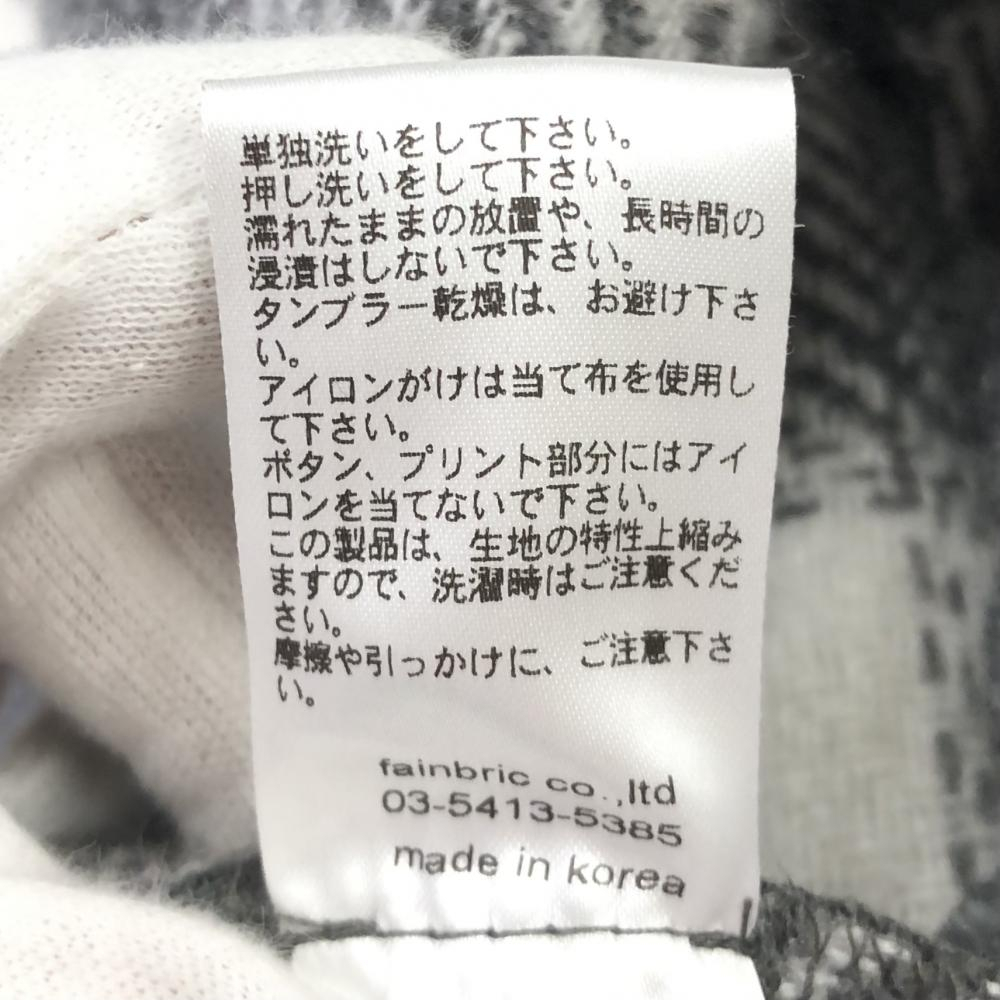 単独洗いをして下さい。
押し洗いをして下さい。
濡れたままの放置や、長時間の
浸漬はしないで下さい。
タンブラー乾燥は、お避け下さ
い。
アイロンがけは当て布を使用し
て下さい。
ボタン、プリント部分にはアイ
ロンを当てないで下さい。
この製品は、生地の特性上縮み
ますので、洗濯時はご注意くだ
さい。
摩擦や引っかけに、ご注意下さ
い。
fainbric co.,ltd
03-5413-5385
made in korea